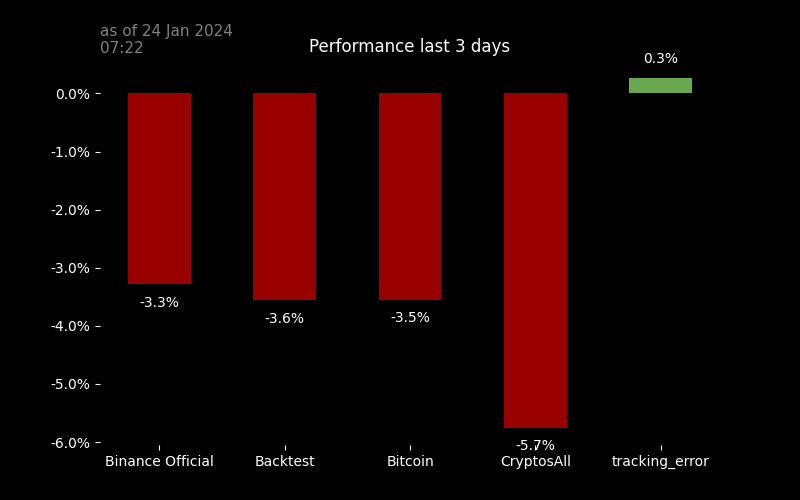 as of 24 Jan 2024
07:22
Performance last 3 days
0.3%
0.0%
-1.0%
-2.0%
-3.0%
-4.0%
-5.0%
-6.0%
-3.3%
-3.6%
-3.5%
-5.7%
Binance Official
Backtest
Bitcoin
CryptosAll
tracking_error